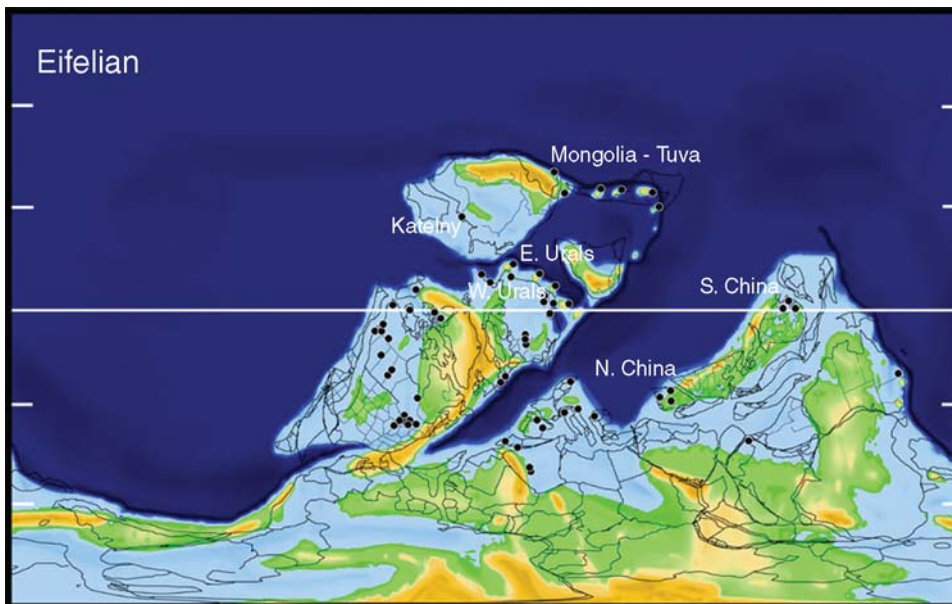 Eifelian
Mongolia - Tuva
Katelny
E. Urals
W. Urals
S. China
N. China